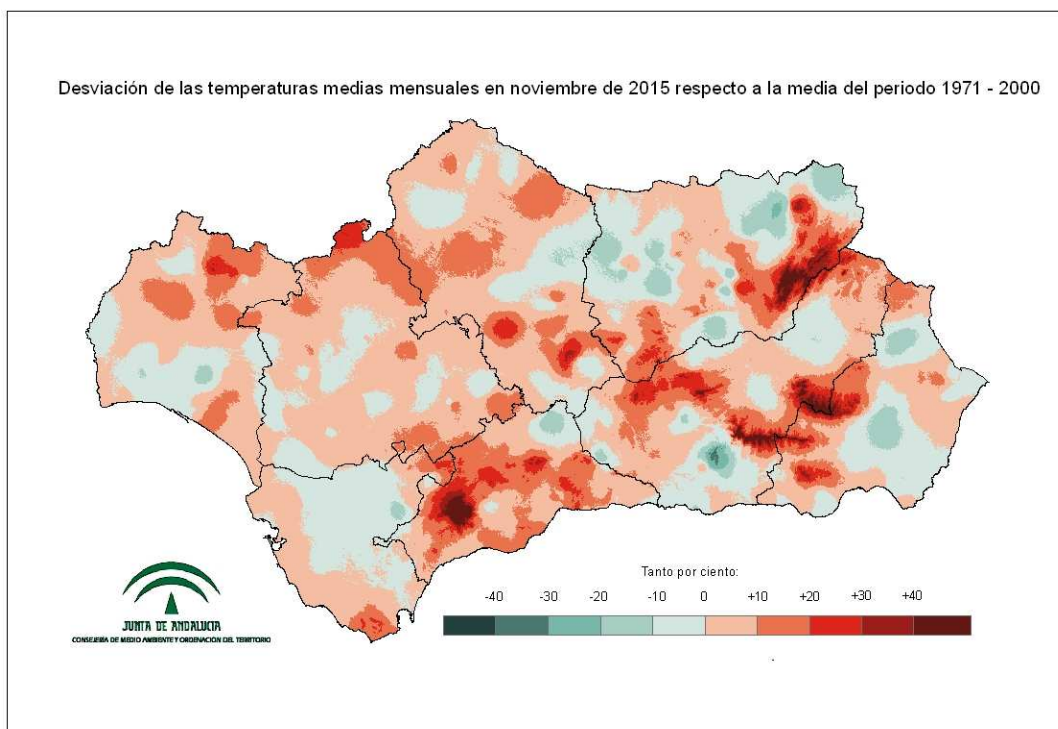 Desviación de las temperaturas medias mensuales en noviembre de 2015 respecto a la media del periodo 1971 - 2000
Tanto por ciento:
-40 -30 -20 -10 0 +10 +20 +30 +40
JUNTA DE ANDALUCIA
CONSEJERIA DE MEDIO AMBIENTE Y ORDENACIÓN DEL TERRITORIO